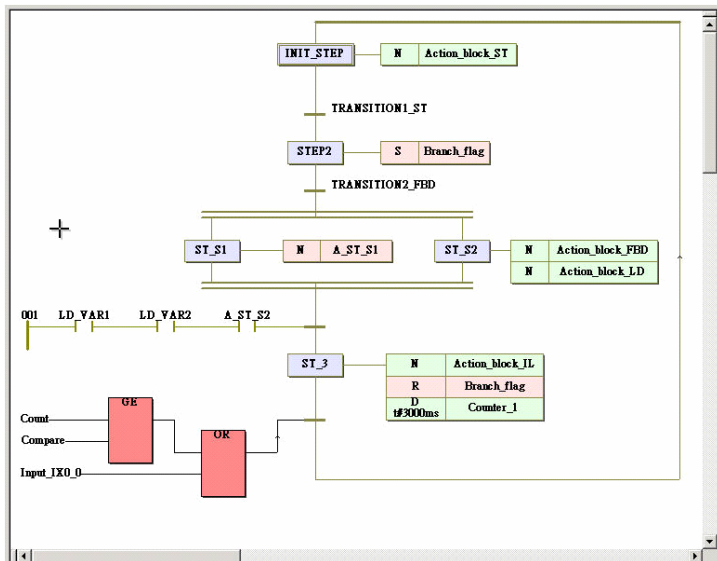 INIT_STEP N Action_block_ST
TRANSITION1_ST
STEP2 S Branch_flag
TRANSITION2_FBD
ST_S1 N A_ST_S1 ST_S2 N Action_block_FBD
N Action_block_LD
001 LD_VAR1 LD_VAR2 A_ST_S2
ST_3 N Action_block_IL
R Branch_flag
D t#3000ms Counter_1
GE
Count
Compare
OR
Input_IX0_0